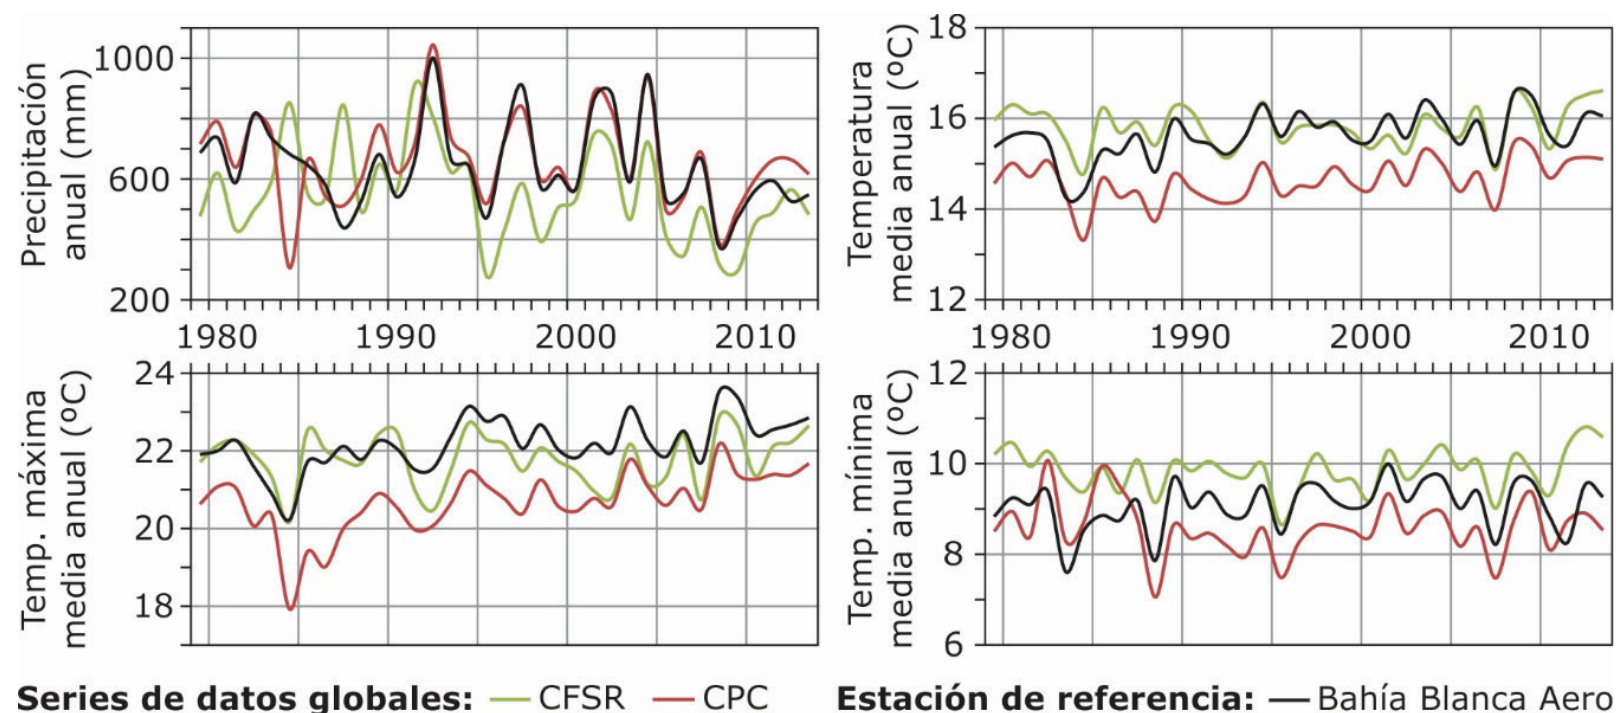 Precipitación
anual (mm)
1000
600
200
1980 1990 2000 2010
Temperatura
media anual (ºC)
18
16
14
12
1980 1990 2000 2010
Temp. máxima
media anual (ºC)
24
22
20
18
Temp. mínima
media anual (ºC)
12
10
8
6
Series de datos globales: CFSR CPC Estación de referencia: Bahía Blanca Aero